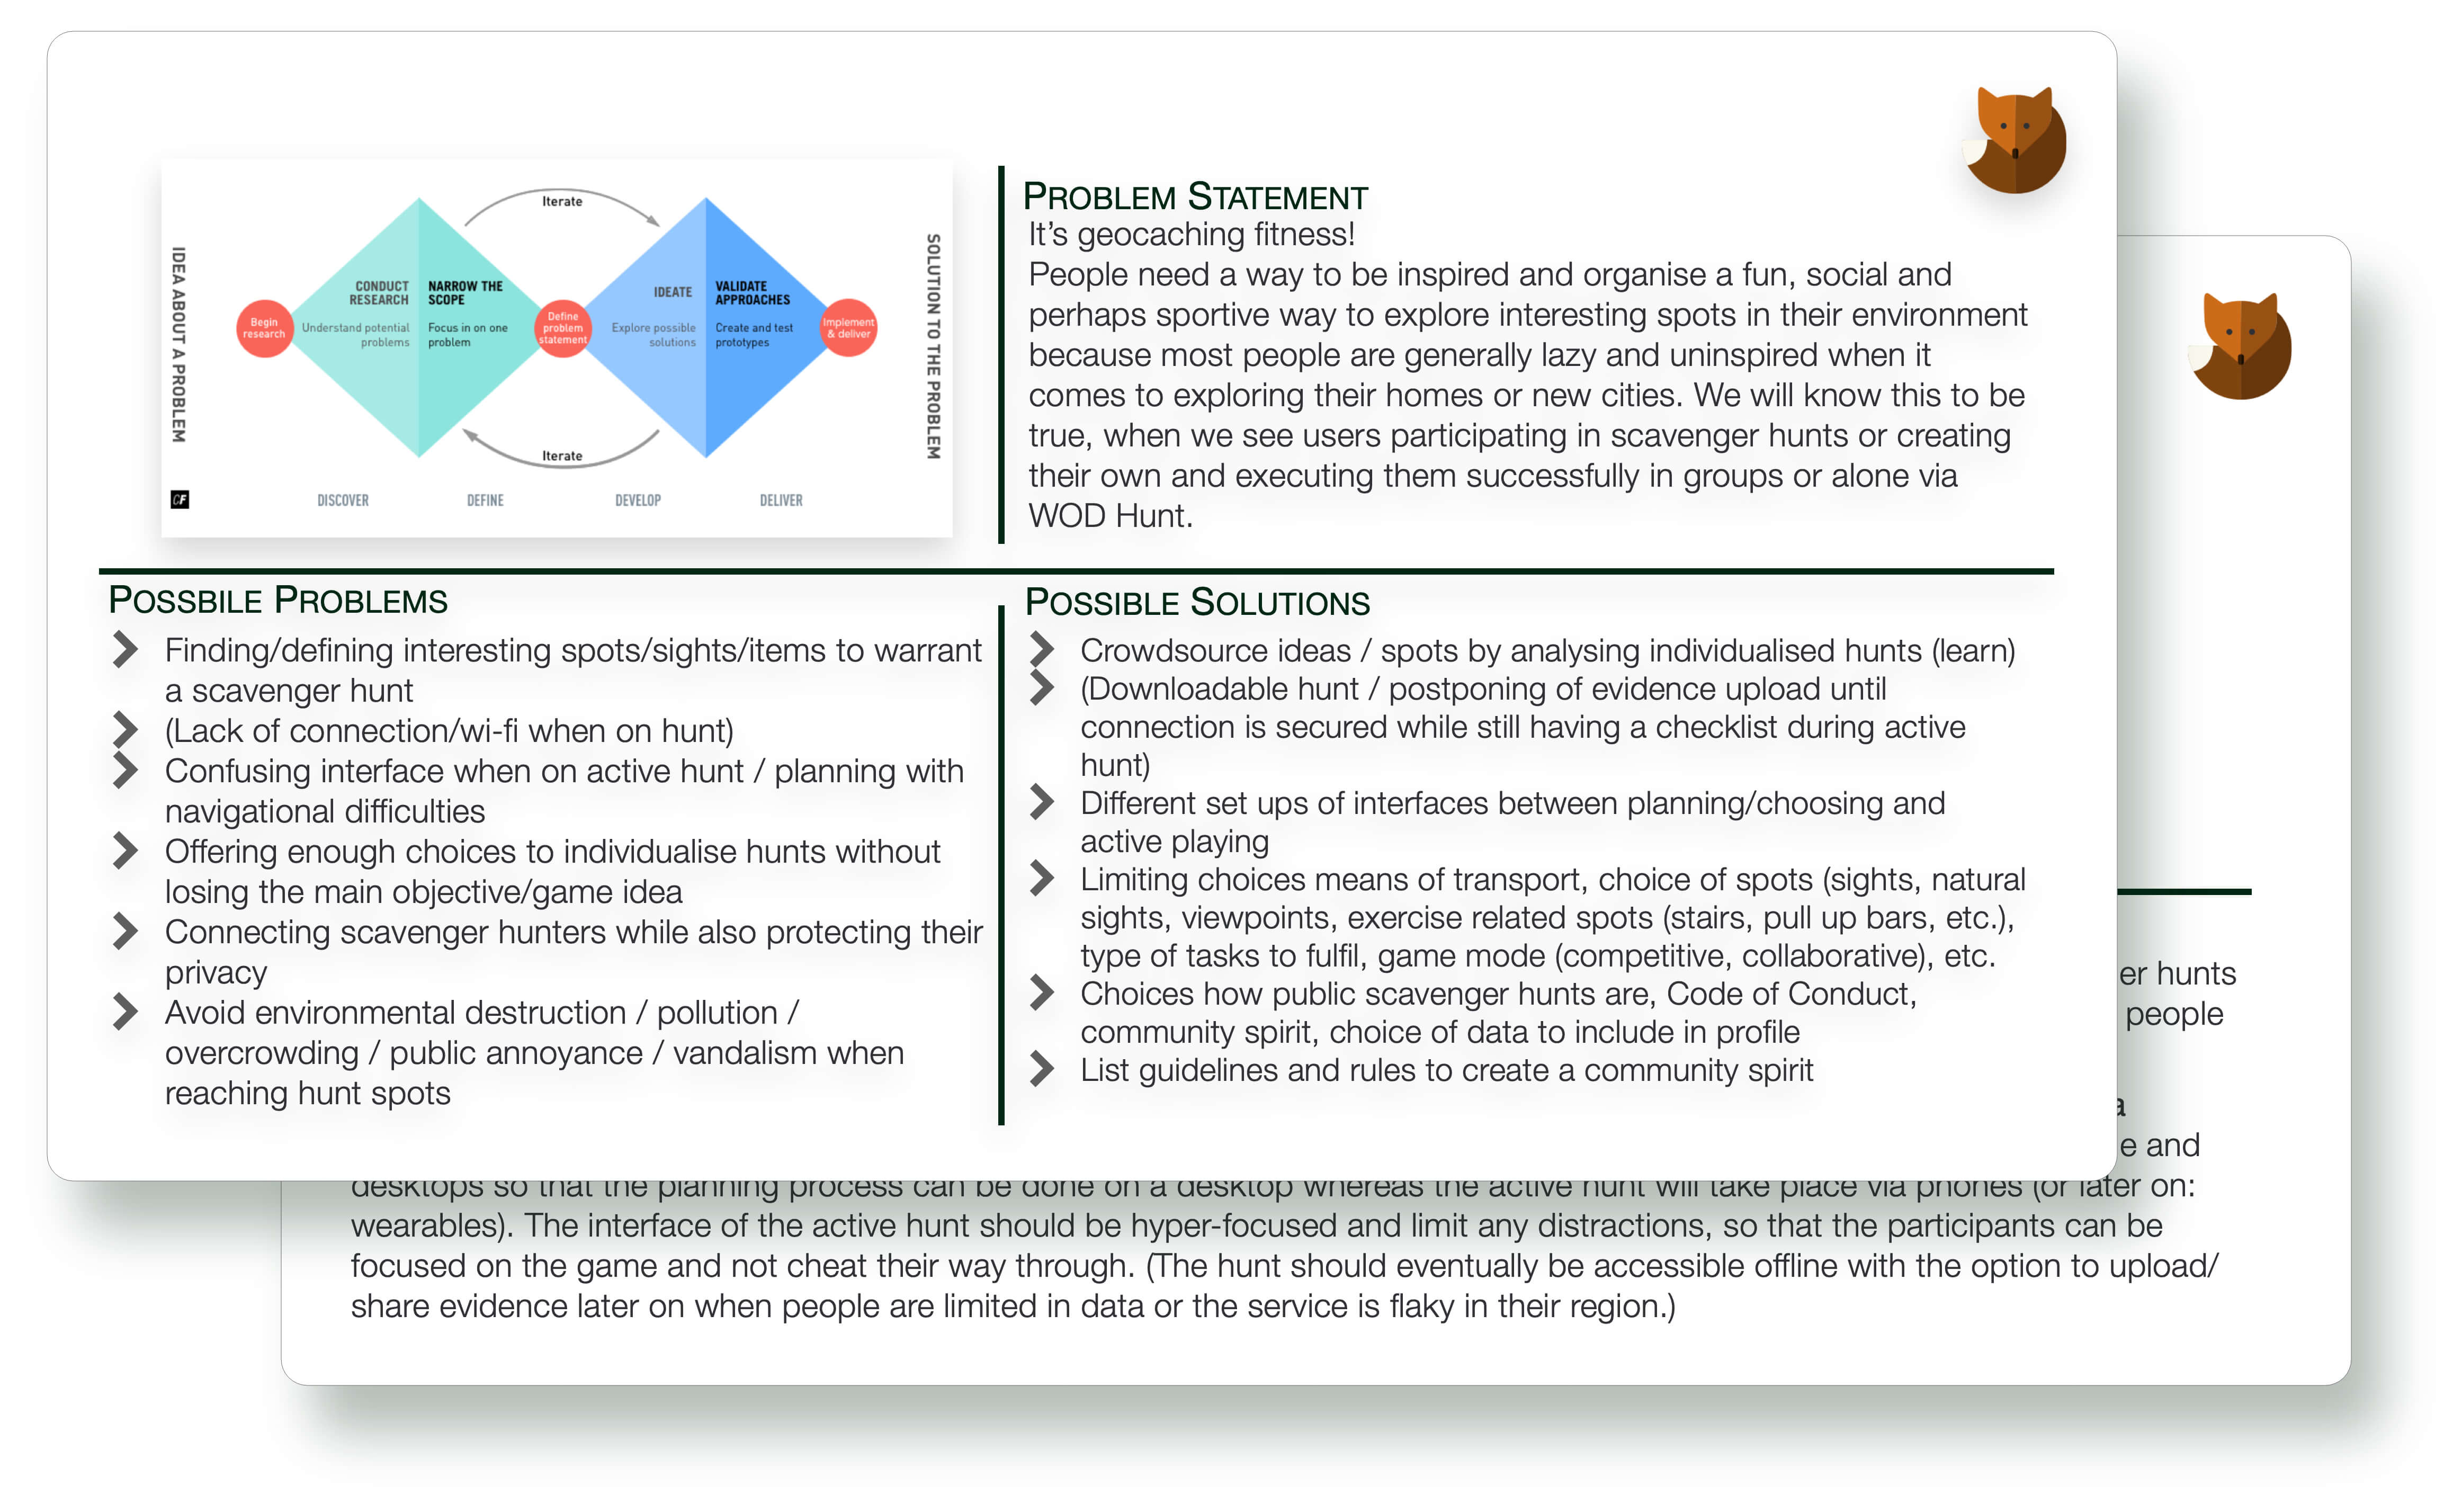 IDEA ABOUT A PROBLEM
Iterate
CONDUCT
RESEARCH
Understand potential
problems
NARROW THE
SCOPE
Focus in on one
problem
IDEATE
Explore possible
solutions
VALIDATE
APPROACHES
Create and test
prototypes
Begin
research
Define
problem
statement
Implement
& deliver
Iterate
CF
DISCOVER
DEFINE
DEVELOP
DELIVER
SOLUTION TO THE PROBLEM
PROBLEM STATEMENT
It’s geocaching fitness!
People need a way to be inspired and organise a fun, social and
perhaps sportive way to explore interesting spots in their environment
because most people are generally lazy and uninspired when it
comes to exploring their homes or new cities. We will know this to be
true, when we see users participating in scavenger hunts or creating
their own and executing them successfully in groups or alone via
WOD Hunt.
POSSBILE PROBLEMS
Finding/defining interesting spots/sights/items to warrant
a scavenger hunt
(Lack of connection/wi-fi when on hunt)
Confusing interface when on active hunt / planning with
navigational difficulties
Offering enough choices to individualise hunts without
losing the main objective/game idea
Connecting scavenger hunters while also protecting their
privacy
Avoid environmental destruction / pollution /
overcrowding / public annoyance / vandalism when
reaching hunt spots
POSSIBLE SOLUTIONS
Crowdsource ideas / spots by analysing individualised hunts (learn)
(Downloadable hunt / postponing of evidence upload until
connection is secured while still having a checklist during active
hunt)
Different set ups of interfaces between planning/choosing and
active playing
Limiting choices means of transport, choice of spots (sights, natural
sights, viewpoints, exercise related spots (stairs, pull up bars, etc.),
type of tasks to fulfil, game mode (competitive, collaborative), etc.
Choices how public scavenger hunts are, Code of Conduct,
community spirit, choice of data to include in profile
List guidelines and rules to create a community spirit
hunts
people
and
desktops so that the planning process can be done on a desktop whereas the active hunt will take place via phones (or later on:
wearables). The interface of the active hunt should be hyper-focused and limit any distractions, so that the participants can be
focused on the game and not cheat their way through. (The hunt should eventually be accessible offline with the option to upload/
share evidence later on when people are limited in data or the service is flaky in their region.)